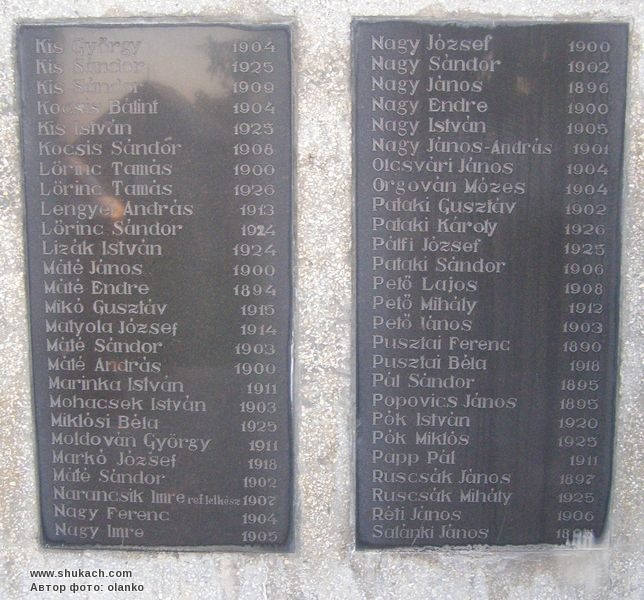 Kis György 1904
Kis Sándor 1925
Kis Sándor 1909
Kocsis Bálint 1904
Kis István 1925
Kocsis Sándor 1908
Lőrinc Tamás 1900
Lőrinc Tamás 1926
Lengyel András 1913
Lőrinc Sándor 1924
Lizák István 1924
Máté János 1900
Máté Endre 1894
Mikó Gusztáv 1915
Matyola József 1914
Máté Sándor 1903
Máté András 1900
Marinka István 1911
Mohacsek István 1903
Miklósi Béla 1925
Moldován György 1911
Markó József 1918
Máté Sándor 1902
Narancsik Imre ref lelkész 1907
Nagy Ferenc 1904
Nagy Imre 1905
Nagy József 1900
Nagy Sándor 1902
Nagy János 1896
Nagy Endre 1900
Nagy István 1905
Nagy János-András 1901
Olcsvári János 1904
Orgován Mózes 1904
Pataki Gusztáv 1902
Pataki Károly 1926
Pálfi József 1925
Pataki Sándor 1906
Pető Lajos 1908
Pető Mihály 1912
Pető János 1903
Pusztai Ferenc 1890
Pusztai Béla 1918
Pál Sándor 1895
Popovics János 1895
Pók István 1920
Pók Miklós 1925
Papp Pál 1911
Ruscsák János 1897
Ruscsák Mihály 1925
Réti János 1906
Salánki János
www.shukach.com
Автор фото: olanko